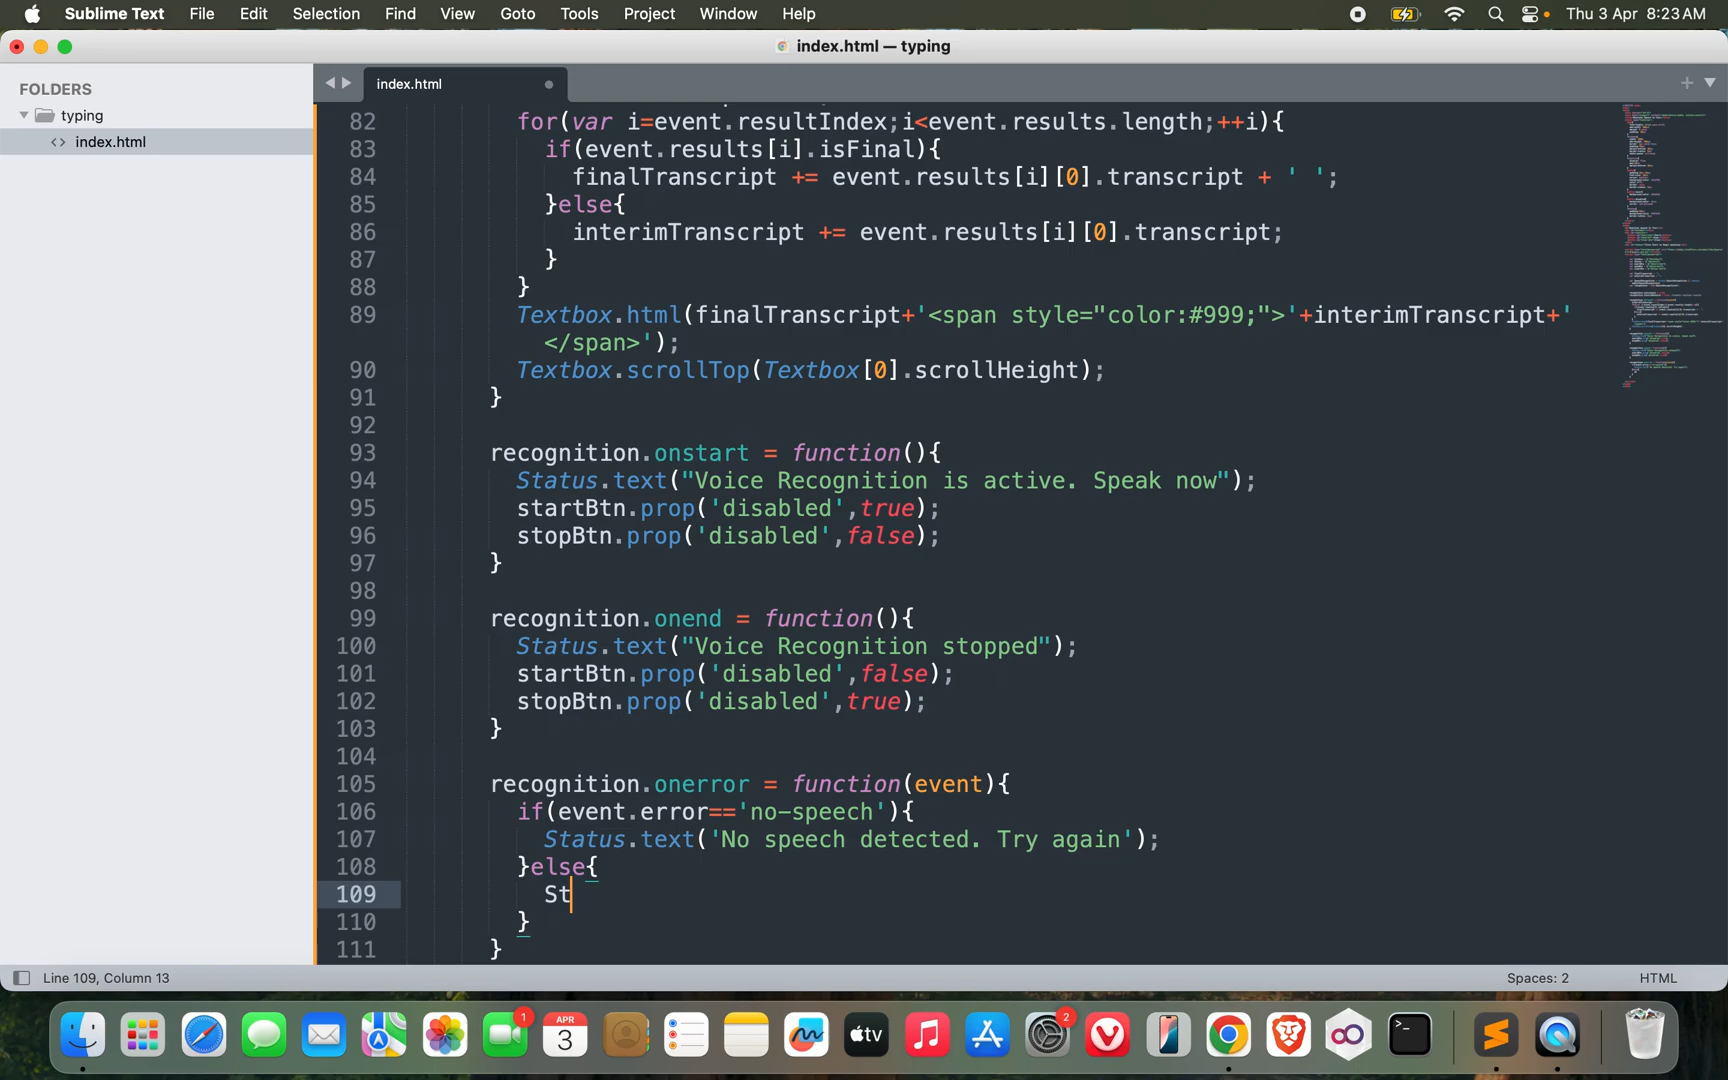 Sublime Text File Edit Selection Find View Goto Tools Project Window Help Thu 3 Apr 8:23 AM
index.html — typing
FOLDERS
typing
index.html
index.html
82 for(var i=event.resultIndex;i<event.results.length;++i){
83 if(event.results[i].isFinal){
84 finalTranscript += event.results[i][0].transcript + ' ';
85 }else{
86 interimTranscript += event.results[i][0].transcript;
87 }
88 }
89 Textbox.html(finalTranscript+'<span style="color:#999;">'+interimTranscript+'
</span>');
90 Textbox.scrollTop(Textbox[0].scrollHeight);
91 }
92
93 recognition.onstart = function(){
94 Status.text("Voice Recognition is active. Speak now");
95 startBtn.prop('disabled',true);
96 stopBtn.prop('disabled',false);
97 }
98
99 recognition.onend = function(){
100 Status.text("Voice Recognition stopped");
101 startBtn.prop('disabled',false);
102 stopBtn.prop('disabled',true);
103 }
104
105 recognition.onerror = function(event){
106 if(event.error=='no-speech'){
107 Status.text('No speech detected. Try again');
108 }else{
109 St
110 }
111 }
Line 109, Column 13 Spaces: 2 HTML
1
APR
3
tv
2